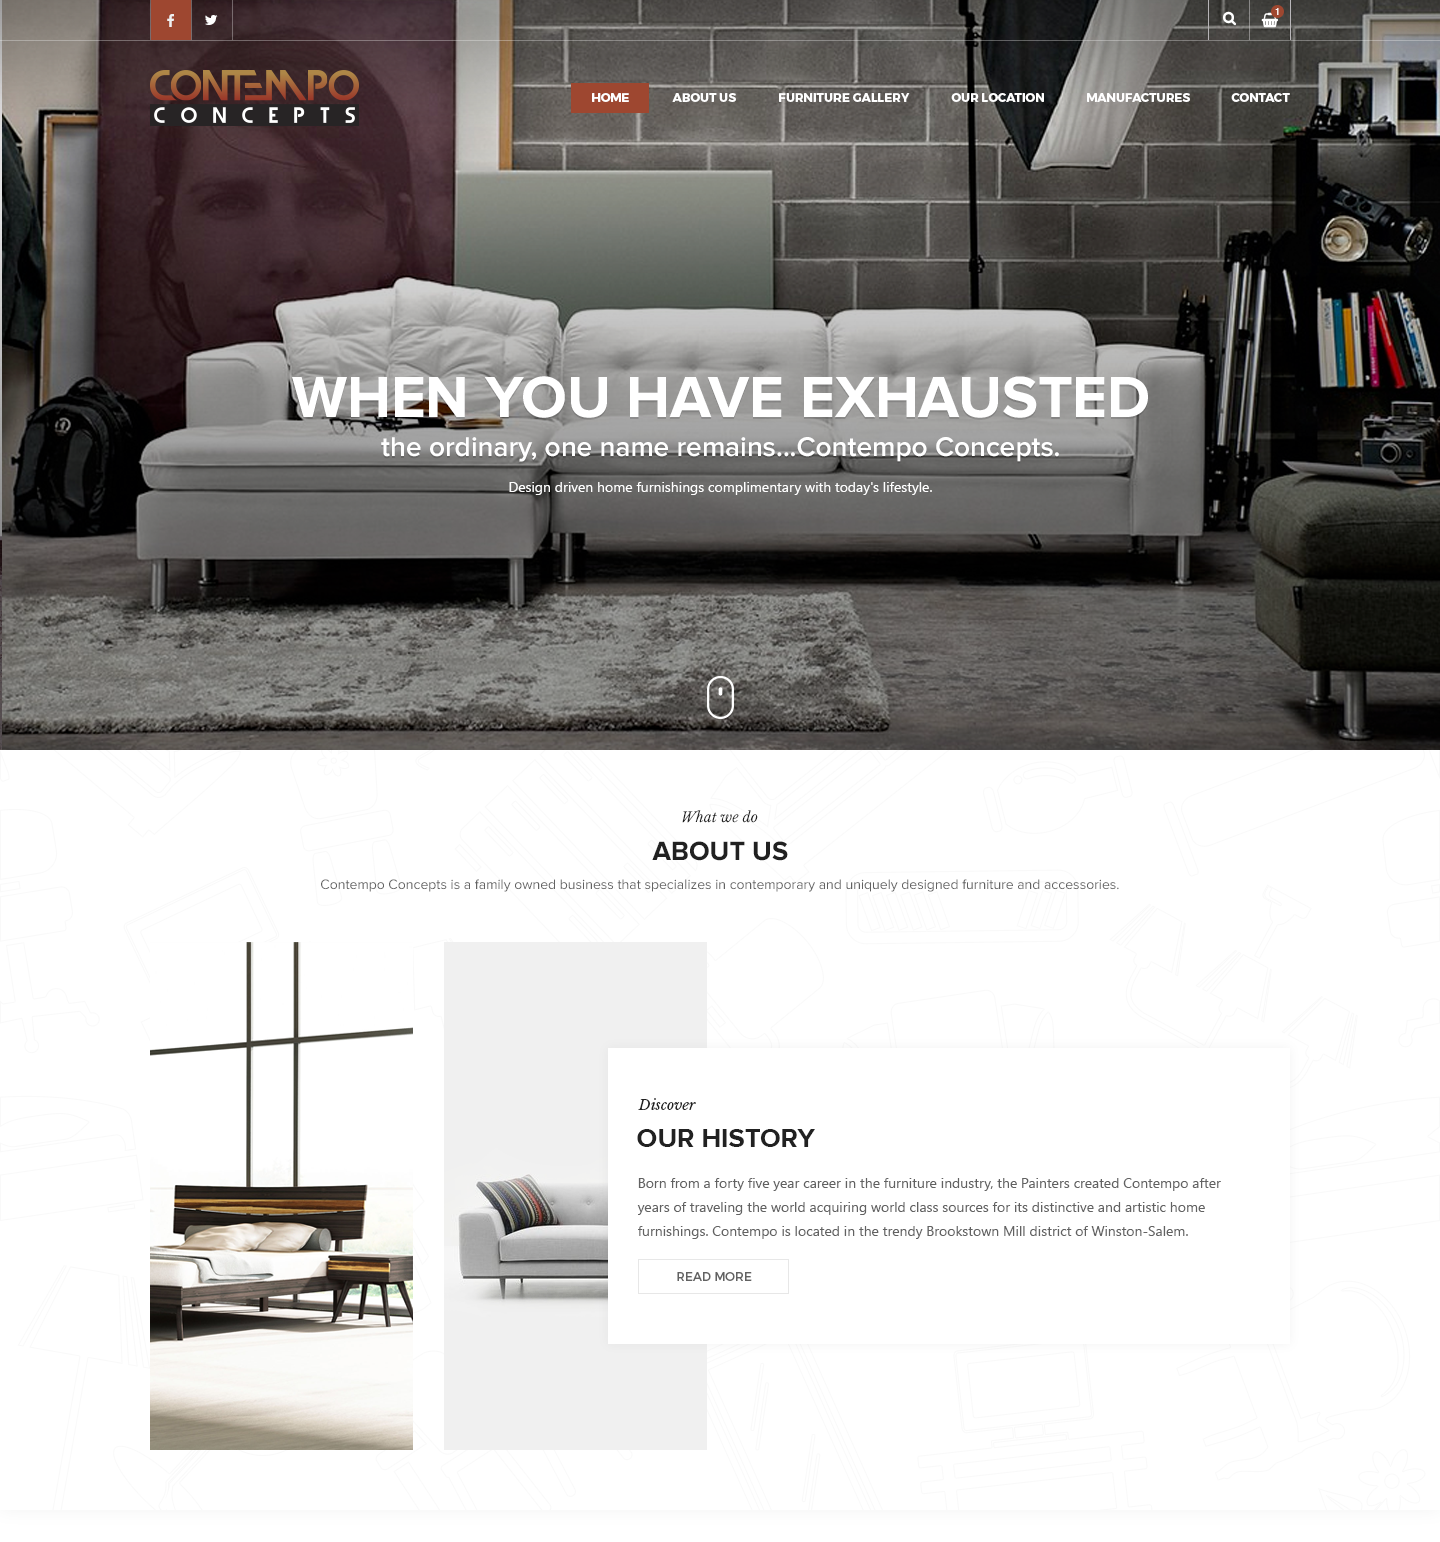 1
CONTEMPO
CONCEPTS
HOME ABOUT US FURNITURE GALLERY OUR LOCATION MANUFACTURES CONTACT
WHEN YOU HAVE EXHAUSTED
the ordinary, one name remains...Contempo Concepts.
Design driven home furnishings complimentary with today's lifestyle.
What we do
ABOUT US
Contempo Concepts is a family owned business that specializes in contemporary and uniquely designed furniture and accessories.
Discover
OUR HISTORY
Born from a forty five year career in the furniture industry, the Painters created Contempo after
years of traveling the world acquiring world class sources for its distinctive and artistic home
furnishings. Contempo is located in the trendy Brookstown Mill district of Winston-Salem.
READ MORE